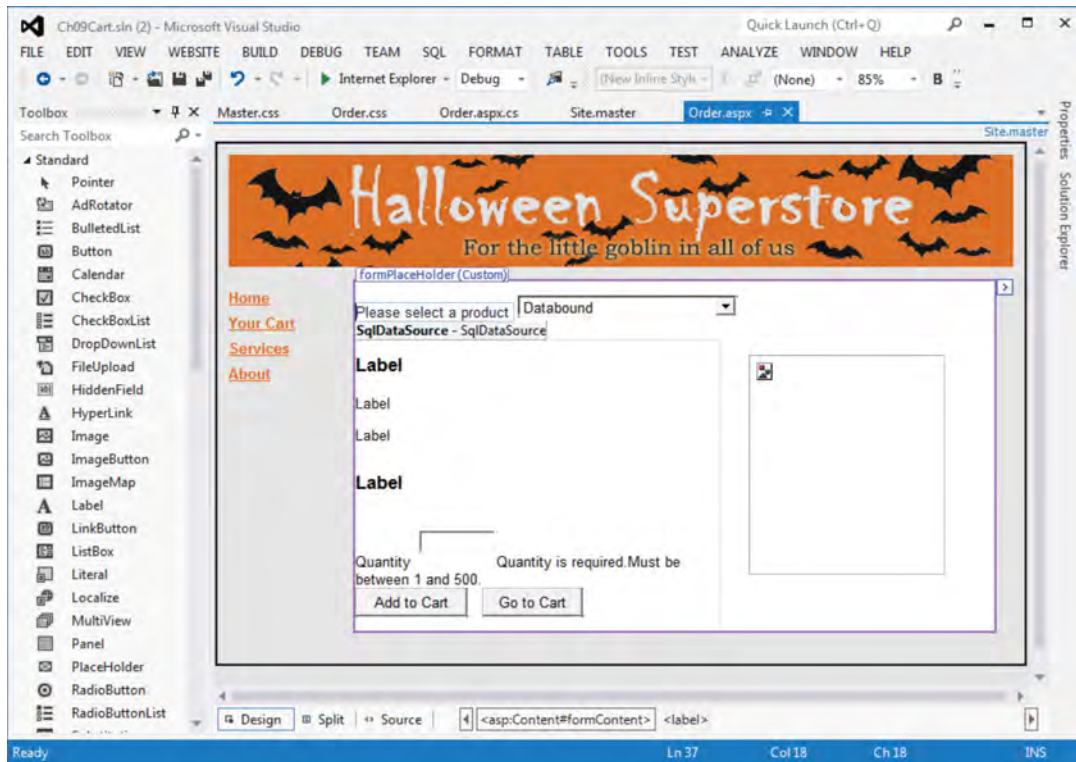 Ch09Cart.sln (2) - Microsoft Visual Studio
Quick Launch (Ctrl+Q)
FILE EDIT VIEW WEBSITE BUILD DEBUG TEAM SQL FORMAT TABLE TOOLS TEST ANALYZE WINDOW HELP
Internet Explorer Debug (New Inline Style (None) 85% B
Toolbox
Master.css Order.css Order.aspx.cs Site.master Order.aspx
Search Toolbox
Site.master
Properties
Solution Explorer
Standard
Pointer
AdRotator
BulletedList
Button
Calendar
CheckBox
CheckBoxList
DropDownList
FileUpload
HiddenField
HyperLink
Image
ImageButton
ImageMap
Label
LinkButton
ListBox
Literal
Localize
MultiView
Panel
PlaceHolder
RadioButton
RadioButtonList
Halloween Superstore
For the little goblin in all of us
formPlaceHolder (Custom)
Home
Your Cart
Services
About
Please select a product Databound
SqlDataSource - SqlDataSource
Label
Label
Label
Label
Quantity Quantity is required.Must be
between 1 and 500.
Add to Cart Go to Cart
Design Split Source <asp:Content#formContent> <label>
Ready Ln 37 Col 18 Ch 18 INS